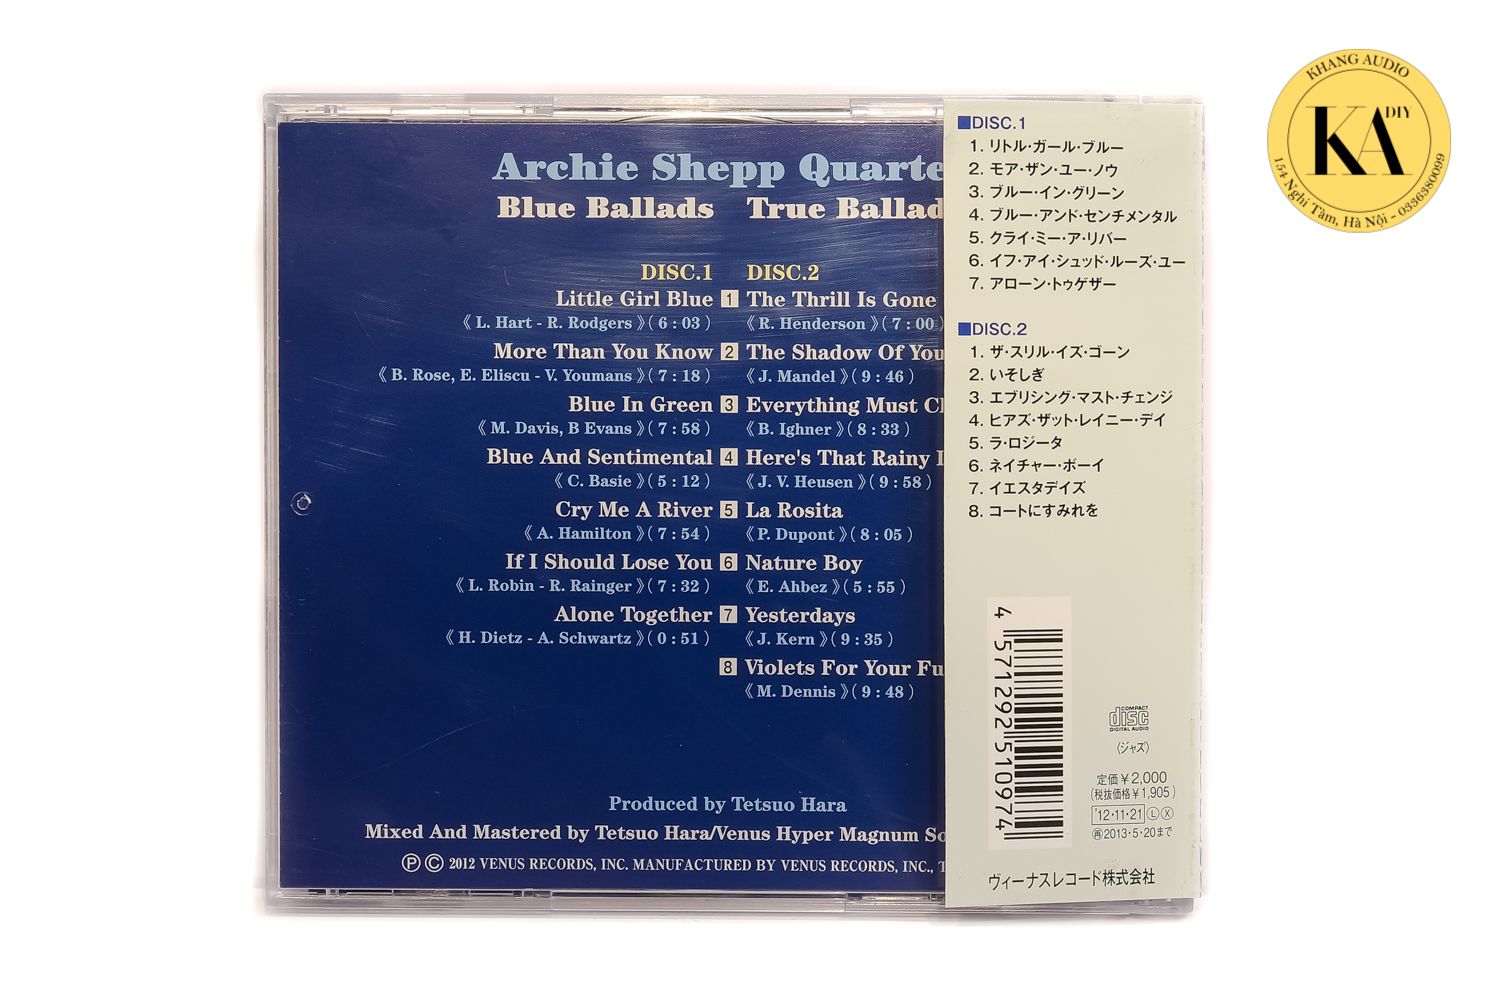 Archie Shepp Quarte
Blue Ballads True Ballad
DISC.1 DISC.2
Little Girl Blue 1 The Thrill Is Gone
《 L. Hart - R. Rodgers 》( 6 : 03 ) 《 R. Henderson 》( 7 : 00
More Than You Know 2 The Shadow Of You
《 B. Rose, E. Eliscu - V. Youmans 》( 7 : 18 ) 《 J. Mandel 》( 9 : 46 )
Blue In Green 3 Everything Must Cl
《 M. Davis, B Evans 》( 7 : 58 ) 《 B. Ighner 》( 8 : 33 )
Blue And Sentimental 4 Here's That Rainy
《 C. Basie 》( 5 : 12 ) 《 J. V. Heusen 》( 9 : 58 )
Cry Me A River 5 La Rosita
《 A. Hamilton 》( 7 : 54 ) 《 P. Dupont 》( 8 : 05 )
If I Should Lose You 6 Nature Boy
《 L. Robin - R. Rainger 》( 7 : 32 ) 《 E. Ahbez 》( 5 : 55 )
Alone Together 7 Yesterdays
《 H. Dietz - A. Schwartz 》( 0 : 51 ) 《 J. Kern 》( 9 : 35 )
8 Violets For Your Fu
《 M. Dennis 》( 9 : 48 )
Produced by Tetsuo Hara
Mixed And Mastered by Tetsuo Hara/Venus Hyper Magnum So
Ⓟ Ⓒ 2012 VENUS RECORDS, INC. MANUFACTURED BY VENUS RECORDS, INC., T
■DISC.1
1. リトル・ガール・ブルー
2. モア・ザン・ユー・ノウ
3. ブルー・イン・グリーン
4. ブルー・アンド・センチメンタル
5. クライ・ミー・ア・リバー
6. イフ・アイ・シュッド・ルーズ・ユー
7. アローン・トゥゲザー
■DISC.2
1. ザ・スリル・イズ・ゴーン
2. いそしぎ
3. エブリシング・マスト・チェンジ
4. ヒアズ・ザット・レイニー・デイ
5. ラ・ロジータ
6. ネイチャー・ボーイ
7. イエスタデイズ
8. コートにすみれを
4 571292 510974
COMPACT
disc
DIGITAL AUDIO
〈ジャズ〉
定価￥2,000
(税抜価格￥1,905)
'12・11・21 Ⓛ Ⓧ
㊢2013・5・20まで
ヴィーナスレコード株式会社
KHANG AUDIO
KA DIY
154 Nghi Tàm, Hà Nội - 0336380099